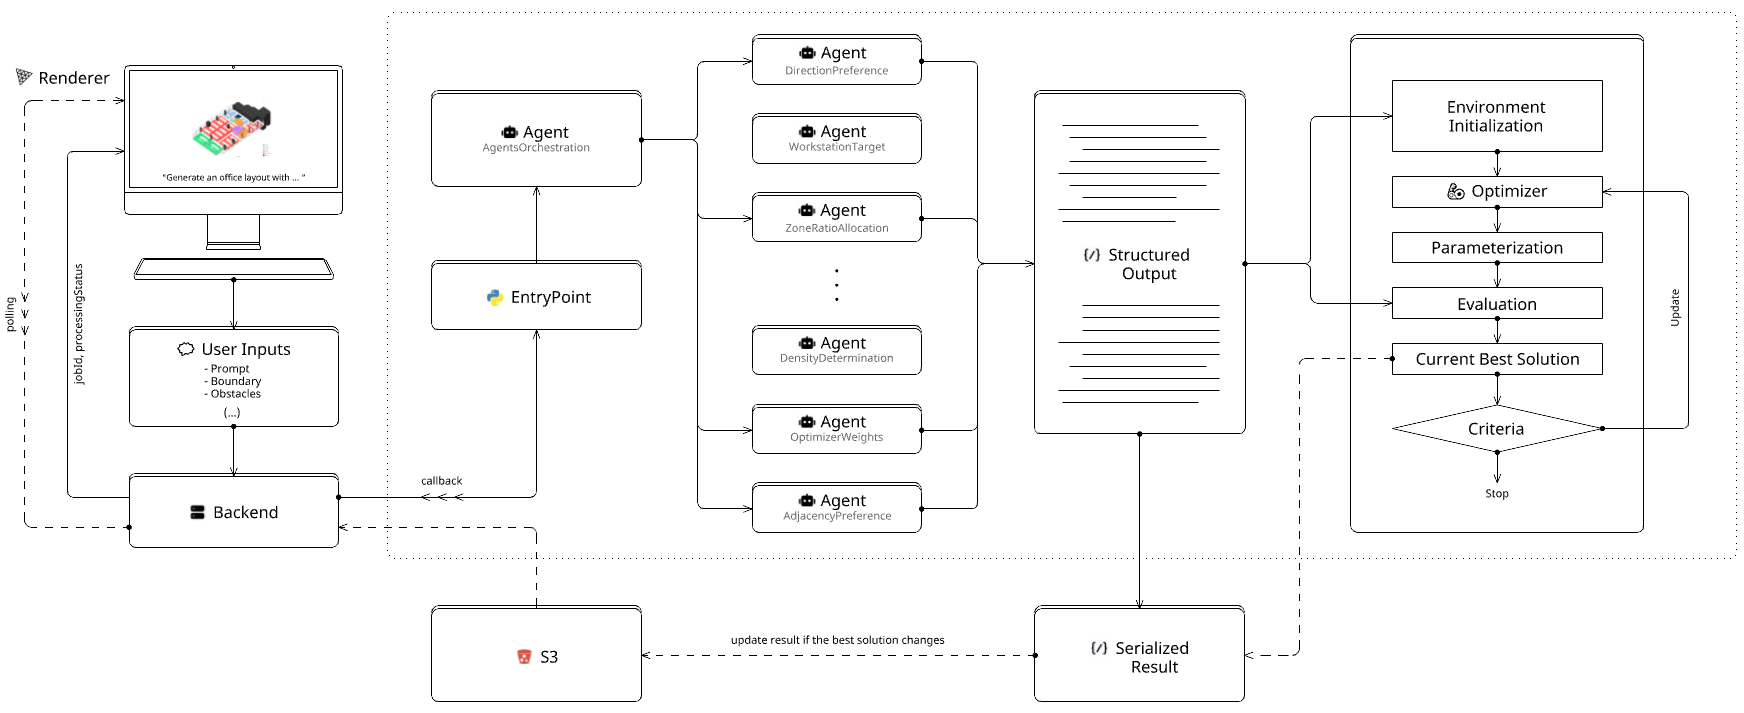 Renderer
"Generate an office layout with ... "
polling
jobId, processingStatus
User Inputs
- Prompt
- Boundary
- Obstacles
(...)
Backend
callback
Agent
AgentsOrchestration
EntryPoint
Agent
DirectionPreference
Agent
WorkstationTarget
Agent
ZoneRatioAllocation
Agent
DensityDetermination
Agent
OptimizerWeights
Agent
AdjacencyPreference
{/} Structured
Output
Environment
Initialization
Optimizer
Parameterization
Evaluation
Current Best Solution
Criteria
Stop
Update
S3
update result if the best solution changes
{/} Serialized
Result